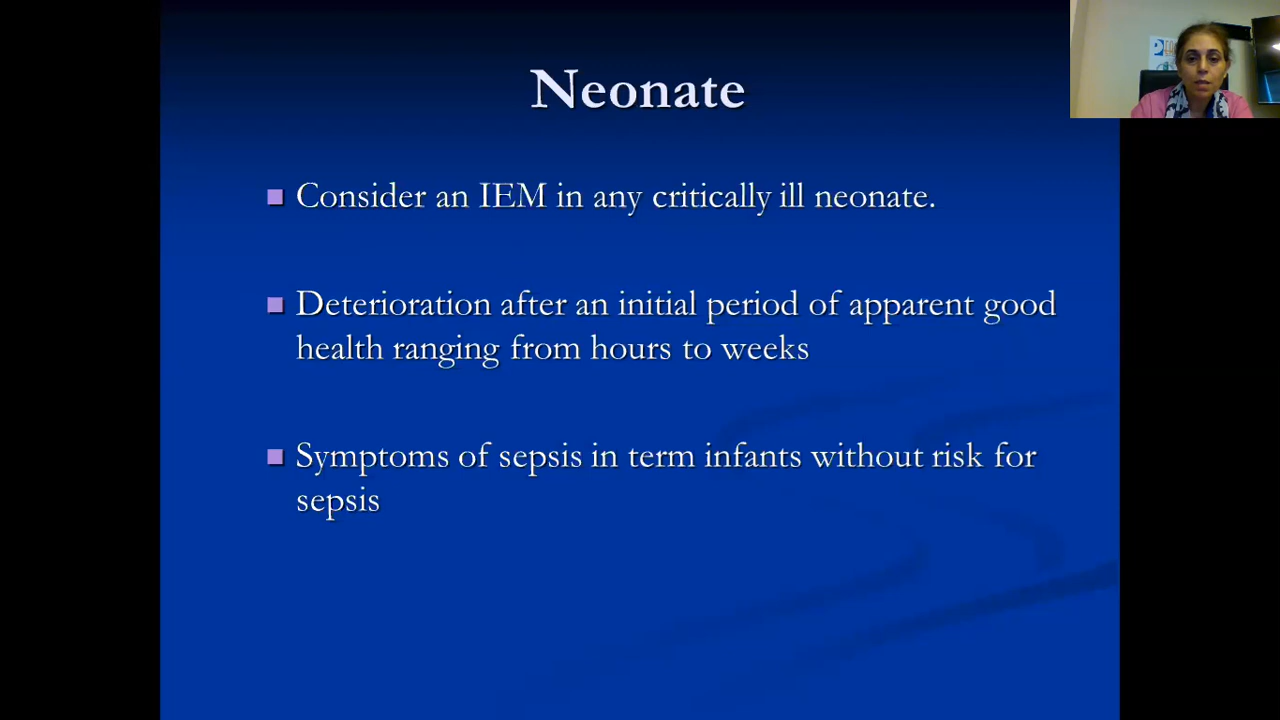 Neonate
Consider an IEM in any critically ill neonate.
Deterioration after an initial period of apparent good
health ranging from hours to weeks
Symptoms of sepsis in term infants without risk for
sepsis